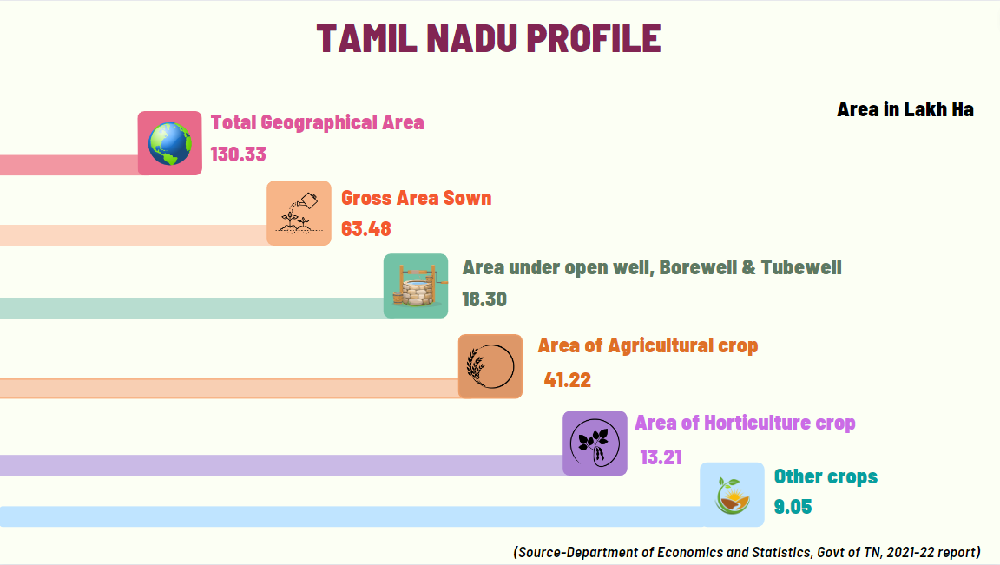 TAMIL NADU PROFILE
Area in Lakh Ha
Total Geographical Area
130.33
Gross Area Sown
63.48
Area under open well, Borewell & Tubewell
18.30
Area of Agricultural crop
41.22
Area of Horticulture crop
13.21
Other crops
9.05
(Source-Department of Economics and Statistics, Govt of TN, 2021-22 report)